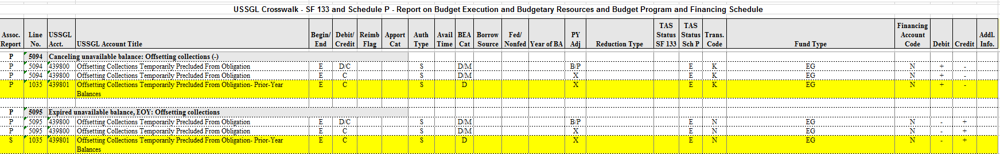 USSGL Crosswalk - SF 133 and Schedule P - Report on Budget Execution and Budgetary Resources and Budget Program and Financing Schedule
Assoc. Report Line No. USSGL Acct. USSGL Account Title Begin/ End Debit/ Credit Reimb Flag Apport Cat Auth Type Avail Time BEA Cat Borrow Source Fed/ Nonfed Year of BA PY Adj Reduction Type TAS Status SF 133 TAS Status Sch P Trans. Code Fund Type Financing Account Code Debit Credit Addl. Info.
P 5094 Canceling unavailable balance: Offsetting collections (-)
P 5094 439800 Offsetting Collections Temporarily Precluded From Obligation E D/C S D/M B/P E K EG N + -
P 5094 439800 Offsetting Collections Temporarily Precluded From Obligation E C S D/M X E K EG N + -
P 1035 439801 Offsetting Collections Temporarily Precluded From Obligation- Prior-Year E C S D X E K EG N + -
Balances
P 5095 Expired unavailable balance, EOY: Offsetting collections
P 5095 439800 Offsetting Collections Temporarily Precluded From Obligation E D/C S D/M B/P E N EG N - +
P 5095 439800 Offsetting Collections Temporarily Precluded From Obligation E C S D/M X E N EG N - +
S 1035 439801 Offsetting Collections Temporarily Precluded From Obligation- Prior-Year E C S D X E N EG N - +
Balances